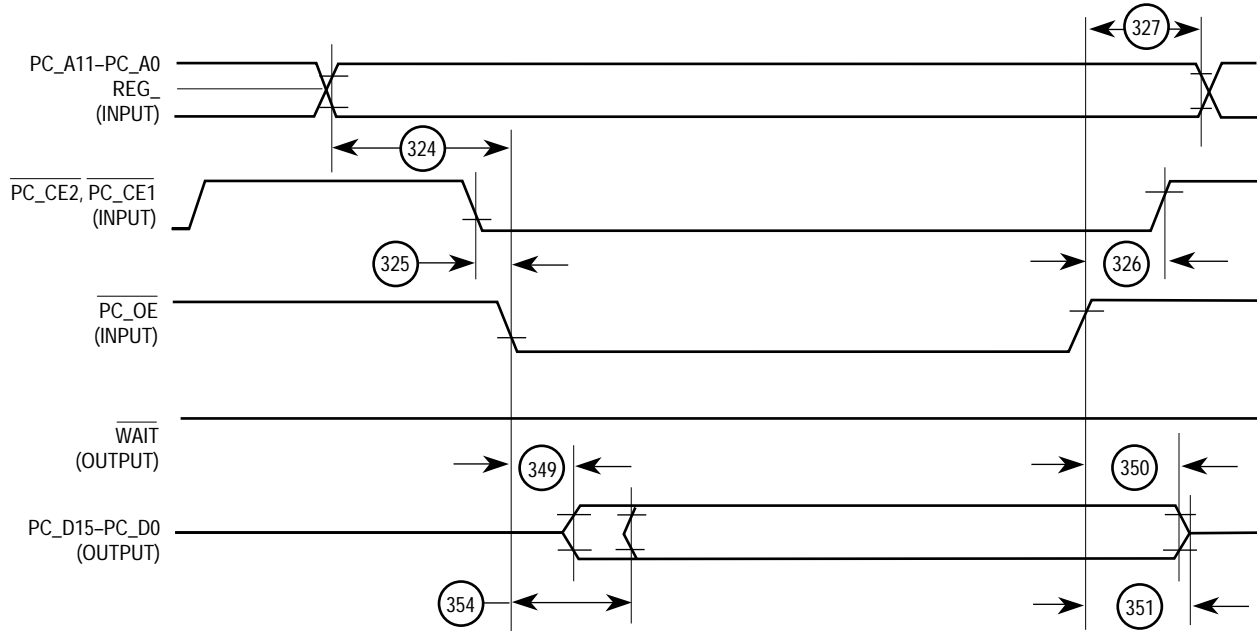 327
PC_A11–PC_A0
REG_
(INPUT)
324
PC_CE2, PC_CE1
(INPUT)
325
326
PC_OE
(INPUT)
WAIT
(OUTPUT)
349
350
PC_D15–PC_D0
(OUTPUT)
354
351